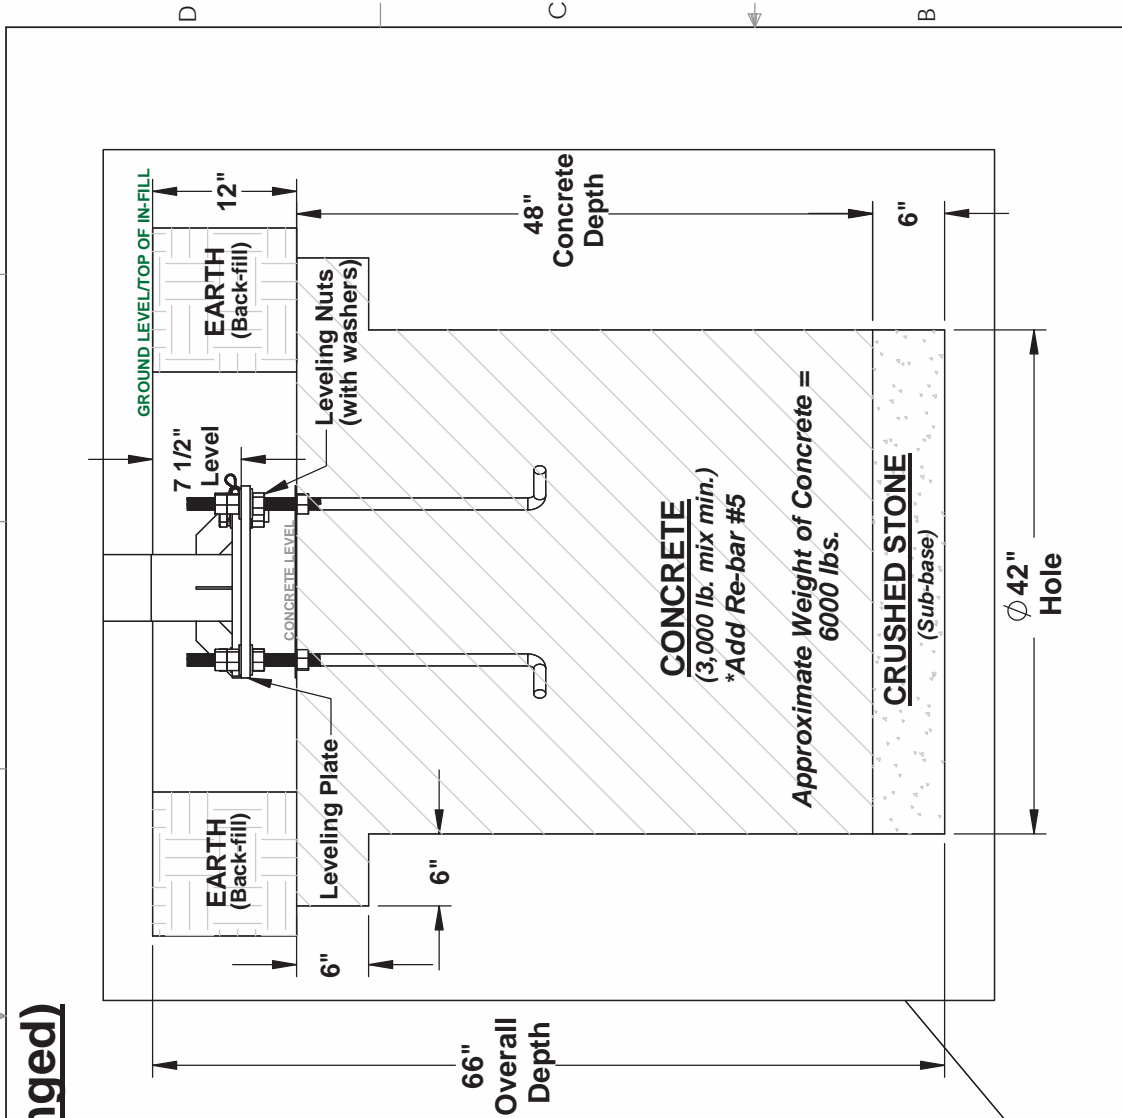 D
C
B
nged)
GROUND LEVEL/TOP OF IN-FILL
12"
EARTH
(Back-fill)
7 1/2"
Level
Leveling Nuts
(with washers)
48"
Concrete
Depth
6"
CONCRETE LEVEL
EARTH
(Back-fill)
Leveling Plate
6"
6"
CONCRETE
(3,000 lb. mix min.)
*Add Re-bar #5
Approximate Weight of Concrete =
6000 lbs.
CRUSHED STONE
(Sub-base)
∅42"
Hole
66"
Overall
Depth